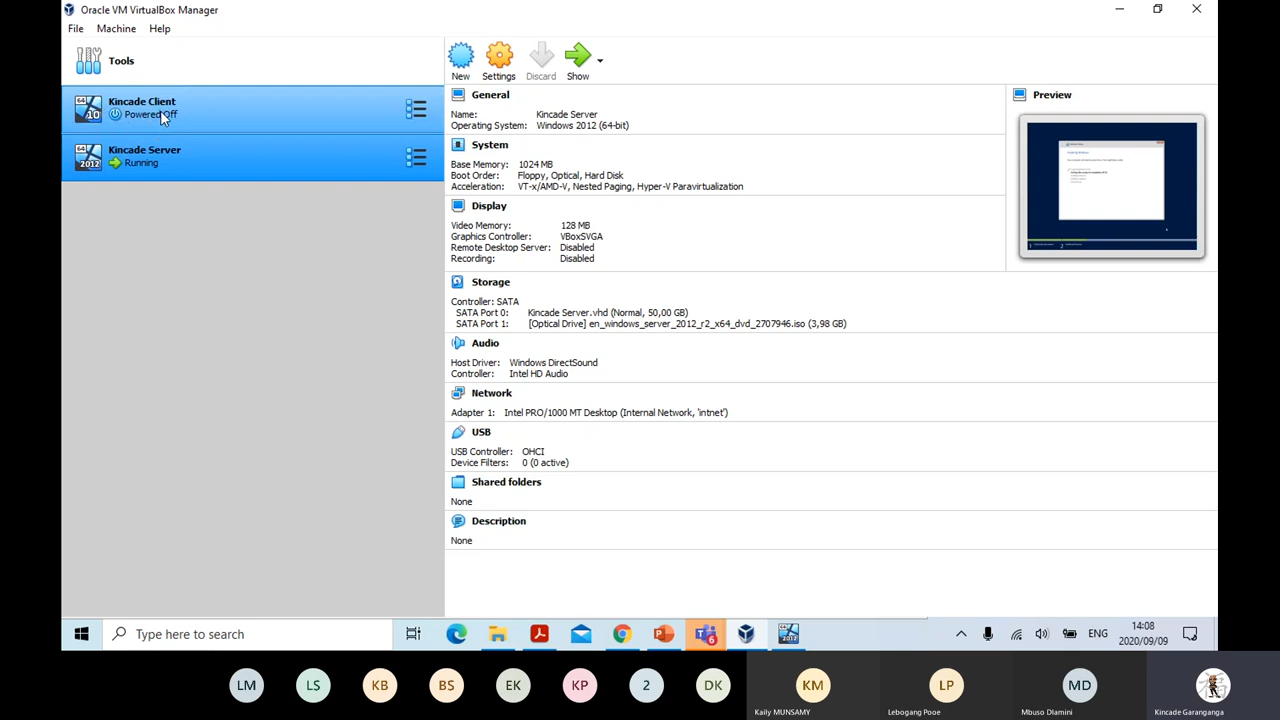 Oracle VM VirtualBox Manager
File Machine Help
Tools
New Settings Discard Show
64 10 Kincade Client
Powered Off
64 2012 Kincade Server
Running
General
Name: Kincade Server
Operating System: Windows 2012 (64-bit)
System
Base Memory: 1024 MB
Boot Order: Floppy, Optical, Hard Disk
Acceleration: VT-x/AMD-V, Nested Paging, Hyper-V Paravirtualization
Display
Video Memory: 128 MB
Graphics Controller: VBoxSVGA
Remote Desktop Server: Disabled
Recording: Disabled
Storage
Controller: SATA
SATA Port 0: Kincade Server.vhd (Normal, 50,00 GB)
SATA Port 1: [Optical Drive] en_windows_server_2012_r2_x64_dvd_2707946.iso (3,98 GB)
Audio
Host Driver: Windows DirectSound
Controller: Intel HD Audio
Network
Adapter 1: Intel PRO/1000 MT Desktop (Internal Network, 'intnet')
USB
USB Controller: OHCI
Device Filters: 0 (0 active)
Shared folders
None
Description
None
Preview
Type here to search
6
2012
ENG
14:08
2020/09/09
LM LS KB BS EK KP 2 DK KM LP MD
Kaily MUNSAMY Lebogang Pooe Mbuso Dlamini Kincade Garanganga